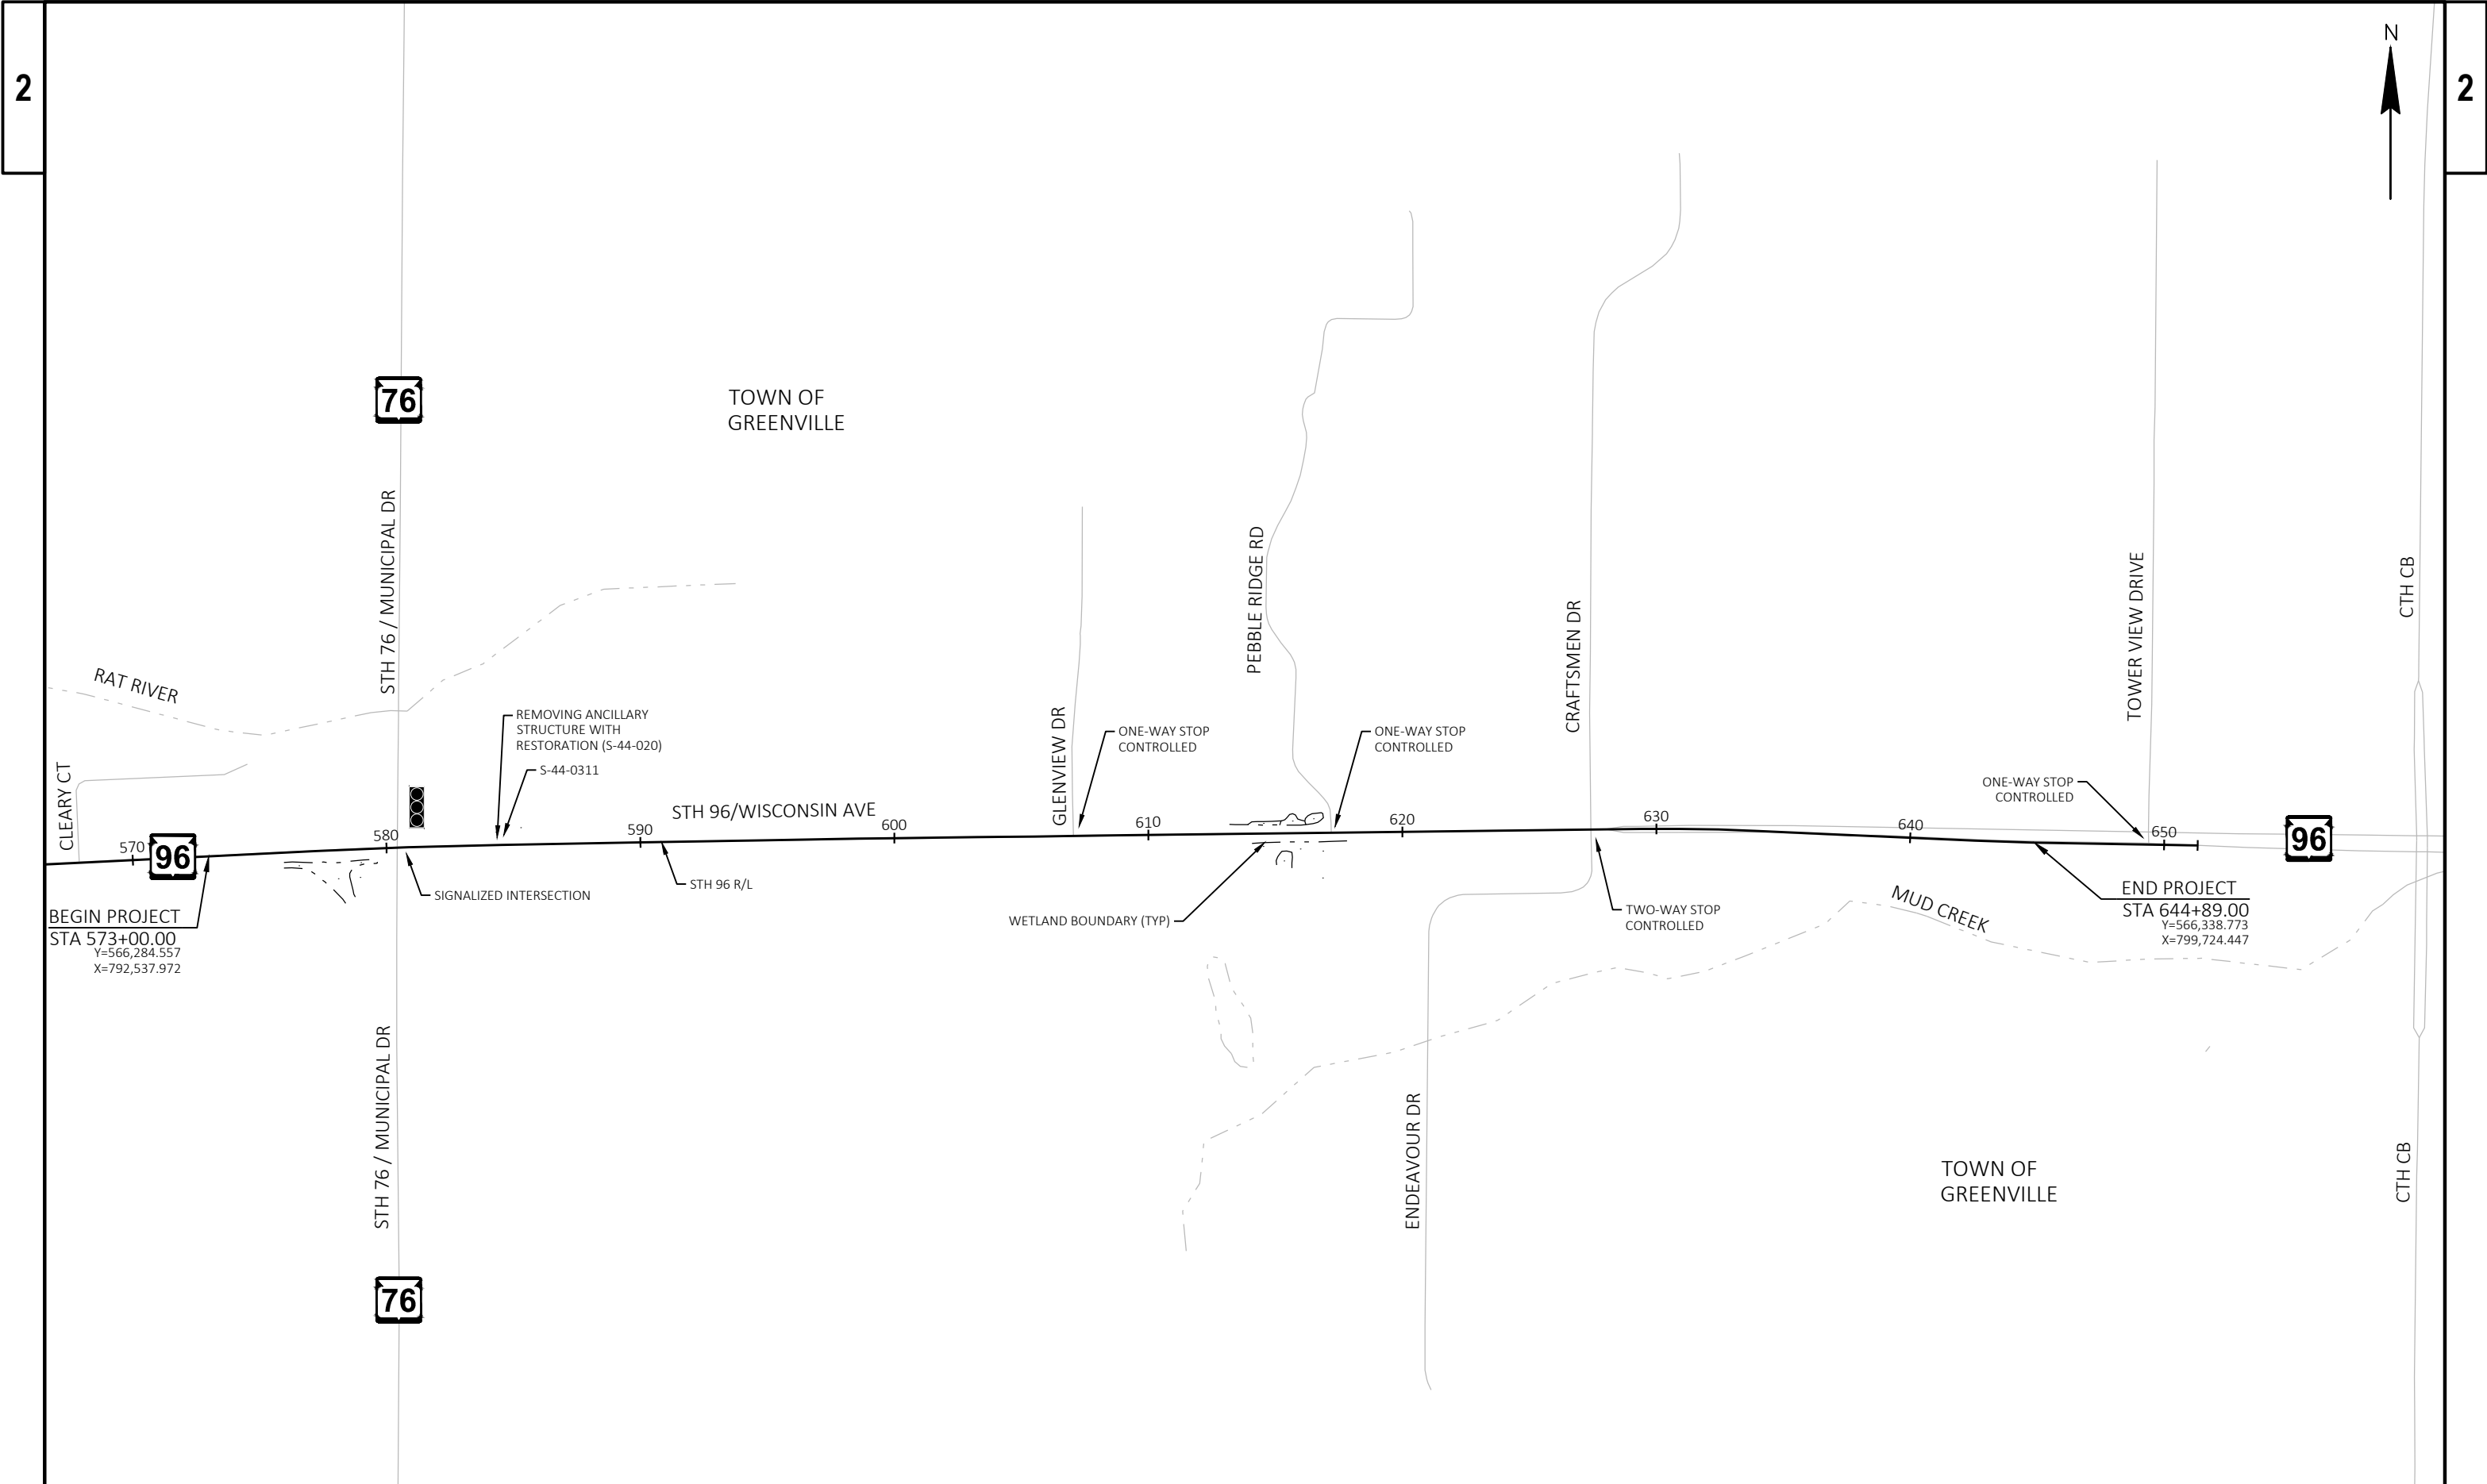 2
2
N
76
TOWN OF
GREENVILLE
STH 76 / MUNICIPAL DR
PEBBLE RIDGE RD
CRAFTSMEN DR
TOWER VIEW DRIVE
CTH CB
RAT RIVER
CLEARY CT
REMOVING ANCILLARY
STRUCTURE WITH
RESTORATION (S-44-020)
S-44-0311
GLENVIEW DR
ONE-WAY STOP
CONTROLLED
ONE-WAY STOP
CONTROLLED
ONE-WAY STOP
CONTROLLED
STH 96/WISCONSIN AVE
570
96
580
590
600
610
620
630
640
650
96
SIGNALIZED INTERSECTION
STH 96 R/L
WETLAND BOUNDARY (TYP)
TWO-WAY STOP
CONTROLLED
MUD CREEK
BEGIN PROJECT
STA 573+00.00
Y=566,284.557
X=792,537.972
END PROJECT
STA 644+89.00
Y=566,338.773
X=799,724.447
STH 76 / MUNICIPAL DR
ENDEAVOUR DR
TOWN OF
GREENVILLE
CTH CB
76